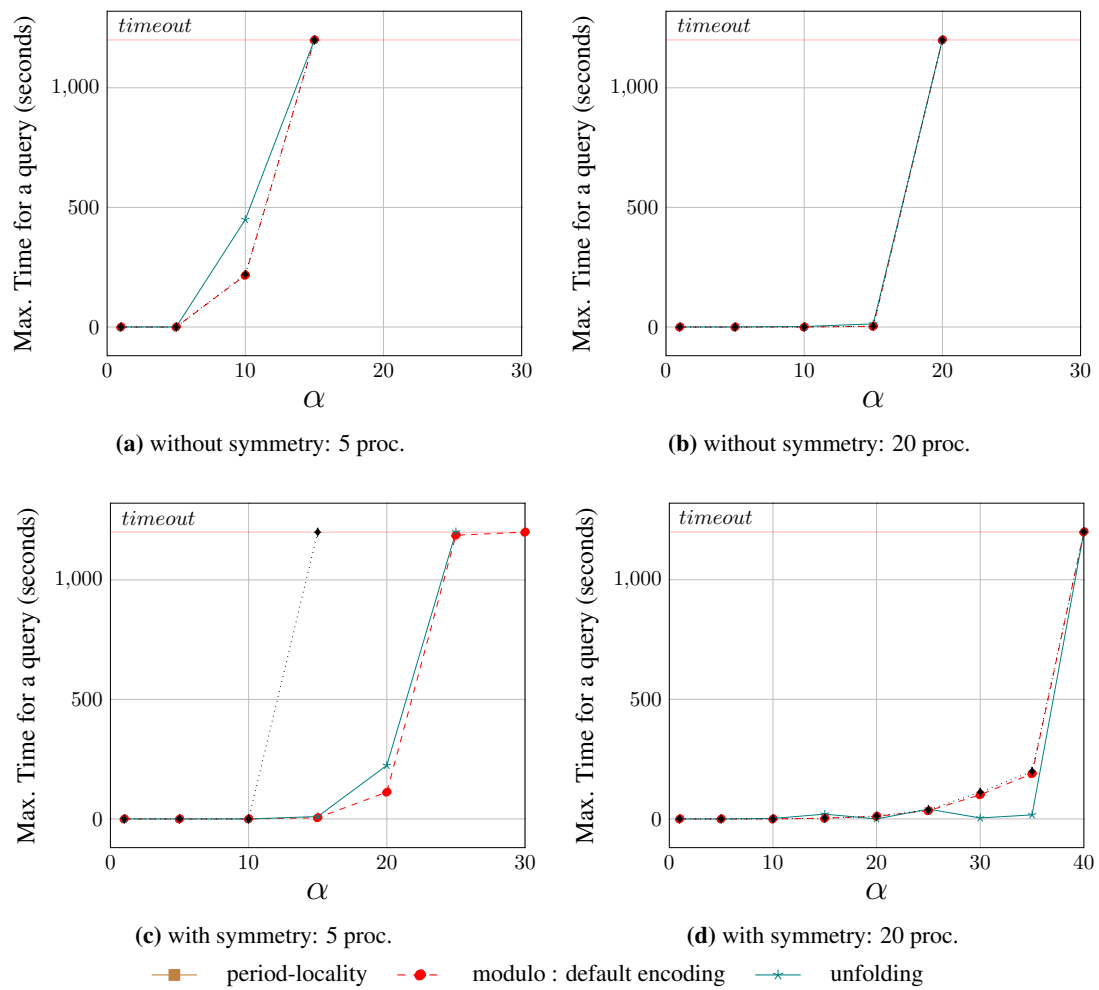 timeout
1,000
500
0
Max. Time for a query (seconds)
0 10 20 30
α
(a) without symmetry: 5 proc.
timeout
1,000
500
0
Max. Time for a query (seconds)
0 10 20 30
α
(b) without symmetry: 20 proc.
timeout
1,000
500
0
Max. Time for a query (seconds)
0 10 20 30
α
(c) with symmetry: 5 proc.
timeout
1,000
500
0
Max. Time for a query (seconds)
0 10 20 30 40
α
(d) with symmetry: 20 proc.
period-locality modulo : default encoding unfolding